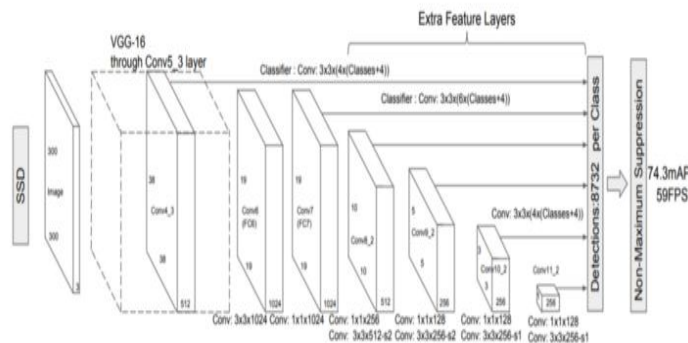 Extra Feature Layers
VGG-16
through Conv5_3 layer
Classifier : Conv: 3x3x(4x(Classes+4))
Classifier : Conv: 3x3x(6x(Classes+4))
SSD
300
Image
300
3
38
Conv4_3
38
512
19
Conv6
(FC6)
19
1024
19
Conv7
(FC7)
19
1024
10
Conv8_2
10
512
5
Conv9_2
5
256
Conv: 3x3x(4x(Classes+4))
3
Conv10_2
3
256
Conv11_2
256
Detections:8732 per Class
Non-Maximum Suppression
74.3mAP
59FPS
Conv: 3x3x1024
Conv: 1x1x1024
Conv: 1x1x256
Conv: 3x3x512-s2
Conv: 1x1x128
Conv: 3x3x256-s2
Conv: 1x1x128
Conv: 3x3x256-s1
Conv: 1x1x128
Conv: 3x3x256-s1